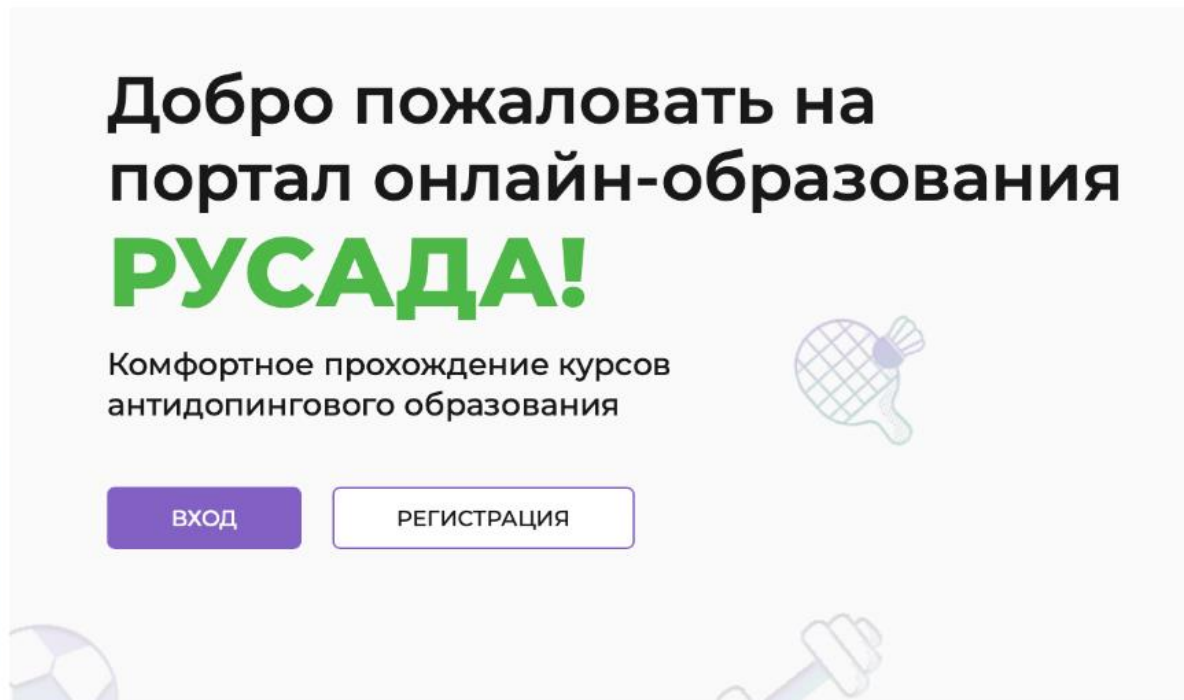 Добро пожаловать на
портал онлайн-образования
РУСАДА!
Комфортное прохождение курсов
антидопингового образования
ВХОД
РЕГИСТРАЦИЯ